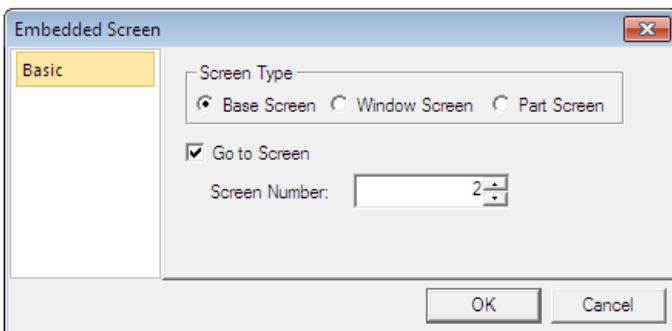 Embedded Screen
Basic
Screen Type
Base Screen Window Screen Part Screen
Go to Screen
Screen Number: 2
OK Cancel